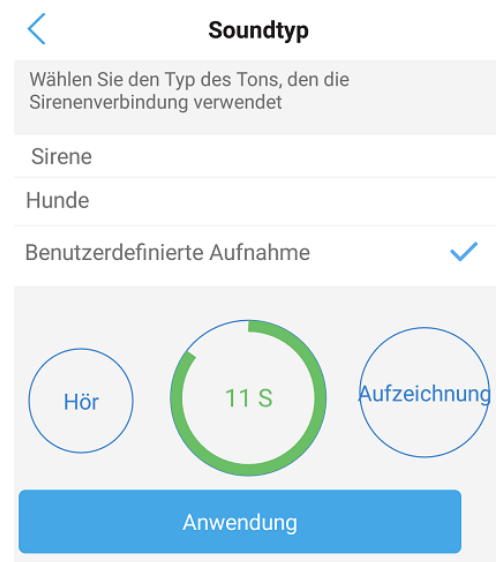 Soundtyp
Wählen Sie den Typ des Tons, den die
Sirenenverbindung verwendet
Sirene
Hunde
Benutzerdefinierte Aufnahme
Hör
11 S
Aufzeichnung
Anwendung